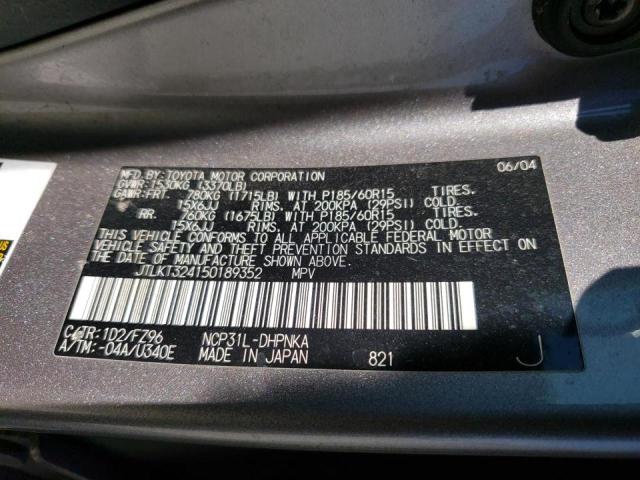 MFD. BY: TOYOTA MOTOR CORPORATION 06/04
GVWR: 1530KG (3370LB)
GAWR: FRT. 780KG (1715LB) WITH P185/60R15 TIRES.
15X6JJ RIMS. AT 200KPA (29PSI) COLD
RR. 760KG (1675LB) WITH P185/60R15 TIRES.
15X6JJ RIMS. AT 200KPA (29PSI) COLD
THIS VEHICLE CONFORMS TO ALL APPLICABLE FEDERAL MOTOR
VEHICLE SAFETY AND THEFT PREVENTION STANDARDS IN EFFECT ON
THE DATE OF MANUFACTURE SHOWN ABOVE.
JTLKT324150189352 MPV
C/TR: 1D2/FZ96 NCP31L-DHPNKA
A/TM: -04A/U340E MADE IN JAPAN 821 J